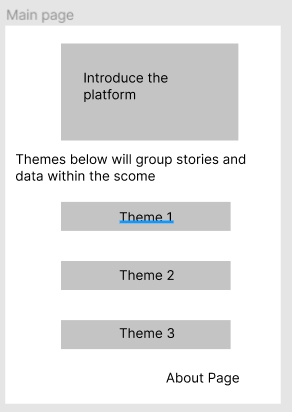 Main page
Introduce the
platform
Themes below will group stories and
data within the scome
Theme 1
Theme 2
Theme 3
About Page